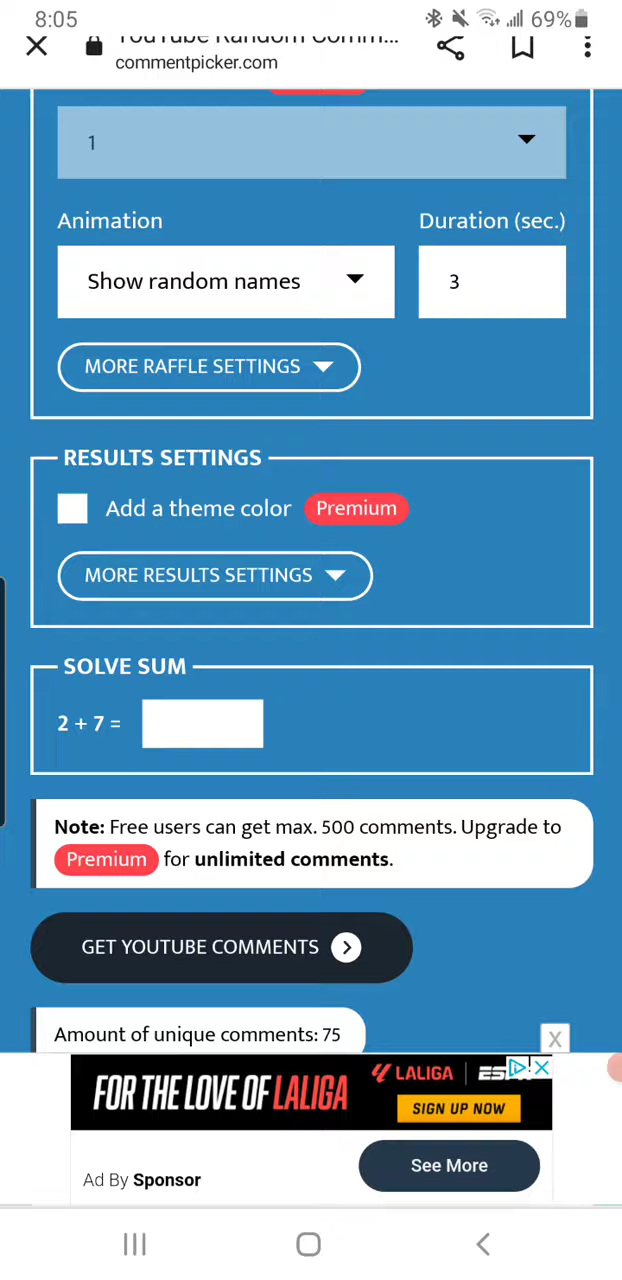 8:05
69%
YouTube Random Comm...
commentpicker.com
1
Animation
Duration (sec.)
Show random names
3
MORE RAFFLE SETTINGS
RESULTS SETTINGS
Add a theme color Premium
MORE RESULTS SETTINGS
SOLVE SUM
2 + 7 =
Note: Free users can get max. 500 comments. Upgrade to
Premium for unlimited comments.
GET YOUTUBE COMMENTS
Amount of unique comments: 75
X
FOR THE LOVE OF LALIGA
LALIGA
SIGN UP NOW
See More
Ad By Sponsor